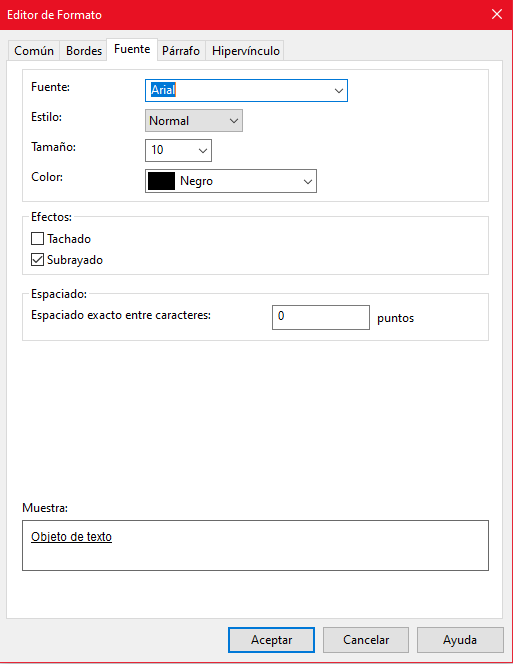 Editor de Formato
Común Bordes Fuente Párrafo Hipervínculo
Fuente: Arial
Estilo: Normal
Tamaño: 10
Color: Negro
Efectos:
Tachado
Subrayado
Espaciado:
Espaciado exacto entre caracteres: 0 puntos
Muestra:
Objeto de texto
Aceptar Cancelar Ayuda